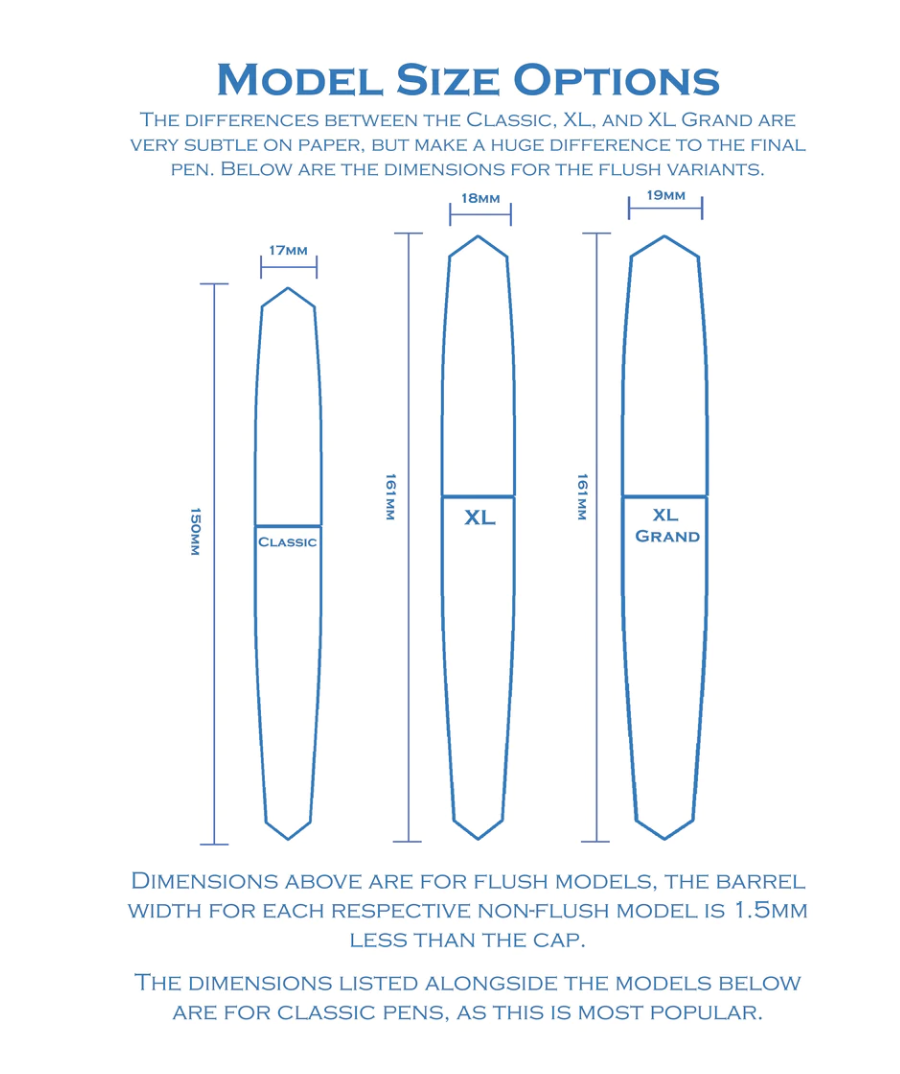 Model Size Options
The differences between the Classic, XL, and XL Grand are
very subtle on paper, but make a huge difference to the final
pen. Below are the dimensions for the flush variants.
18mm
19mm
17mm
150mm
161mm
161mm
Classic
XL
XL
Grand
Dimensions above are for flush models, the barrel
width for each respective non-flush model is 1.5mm
less than the cap.
The dimensions listed alongside the models below
are for classic pens, as this is most popular.